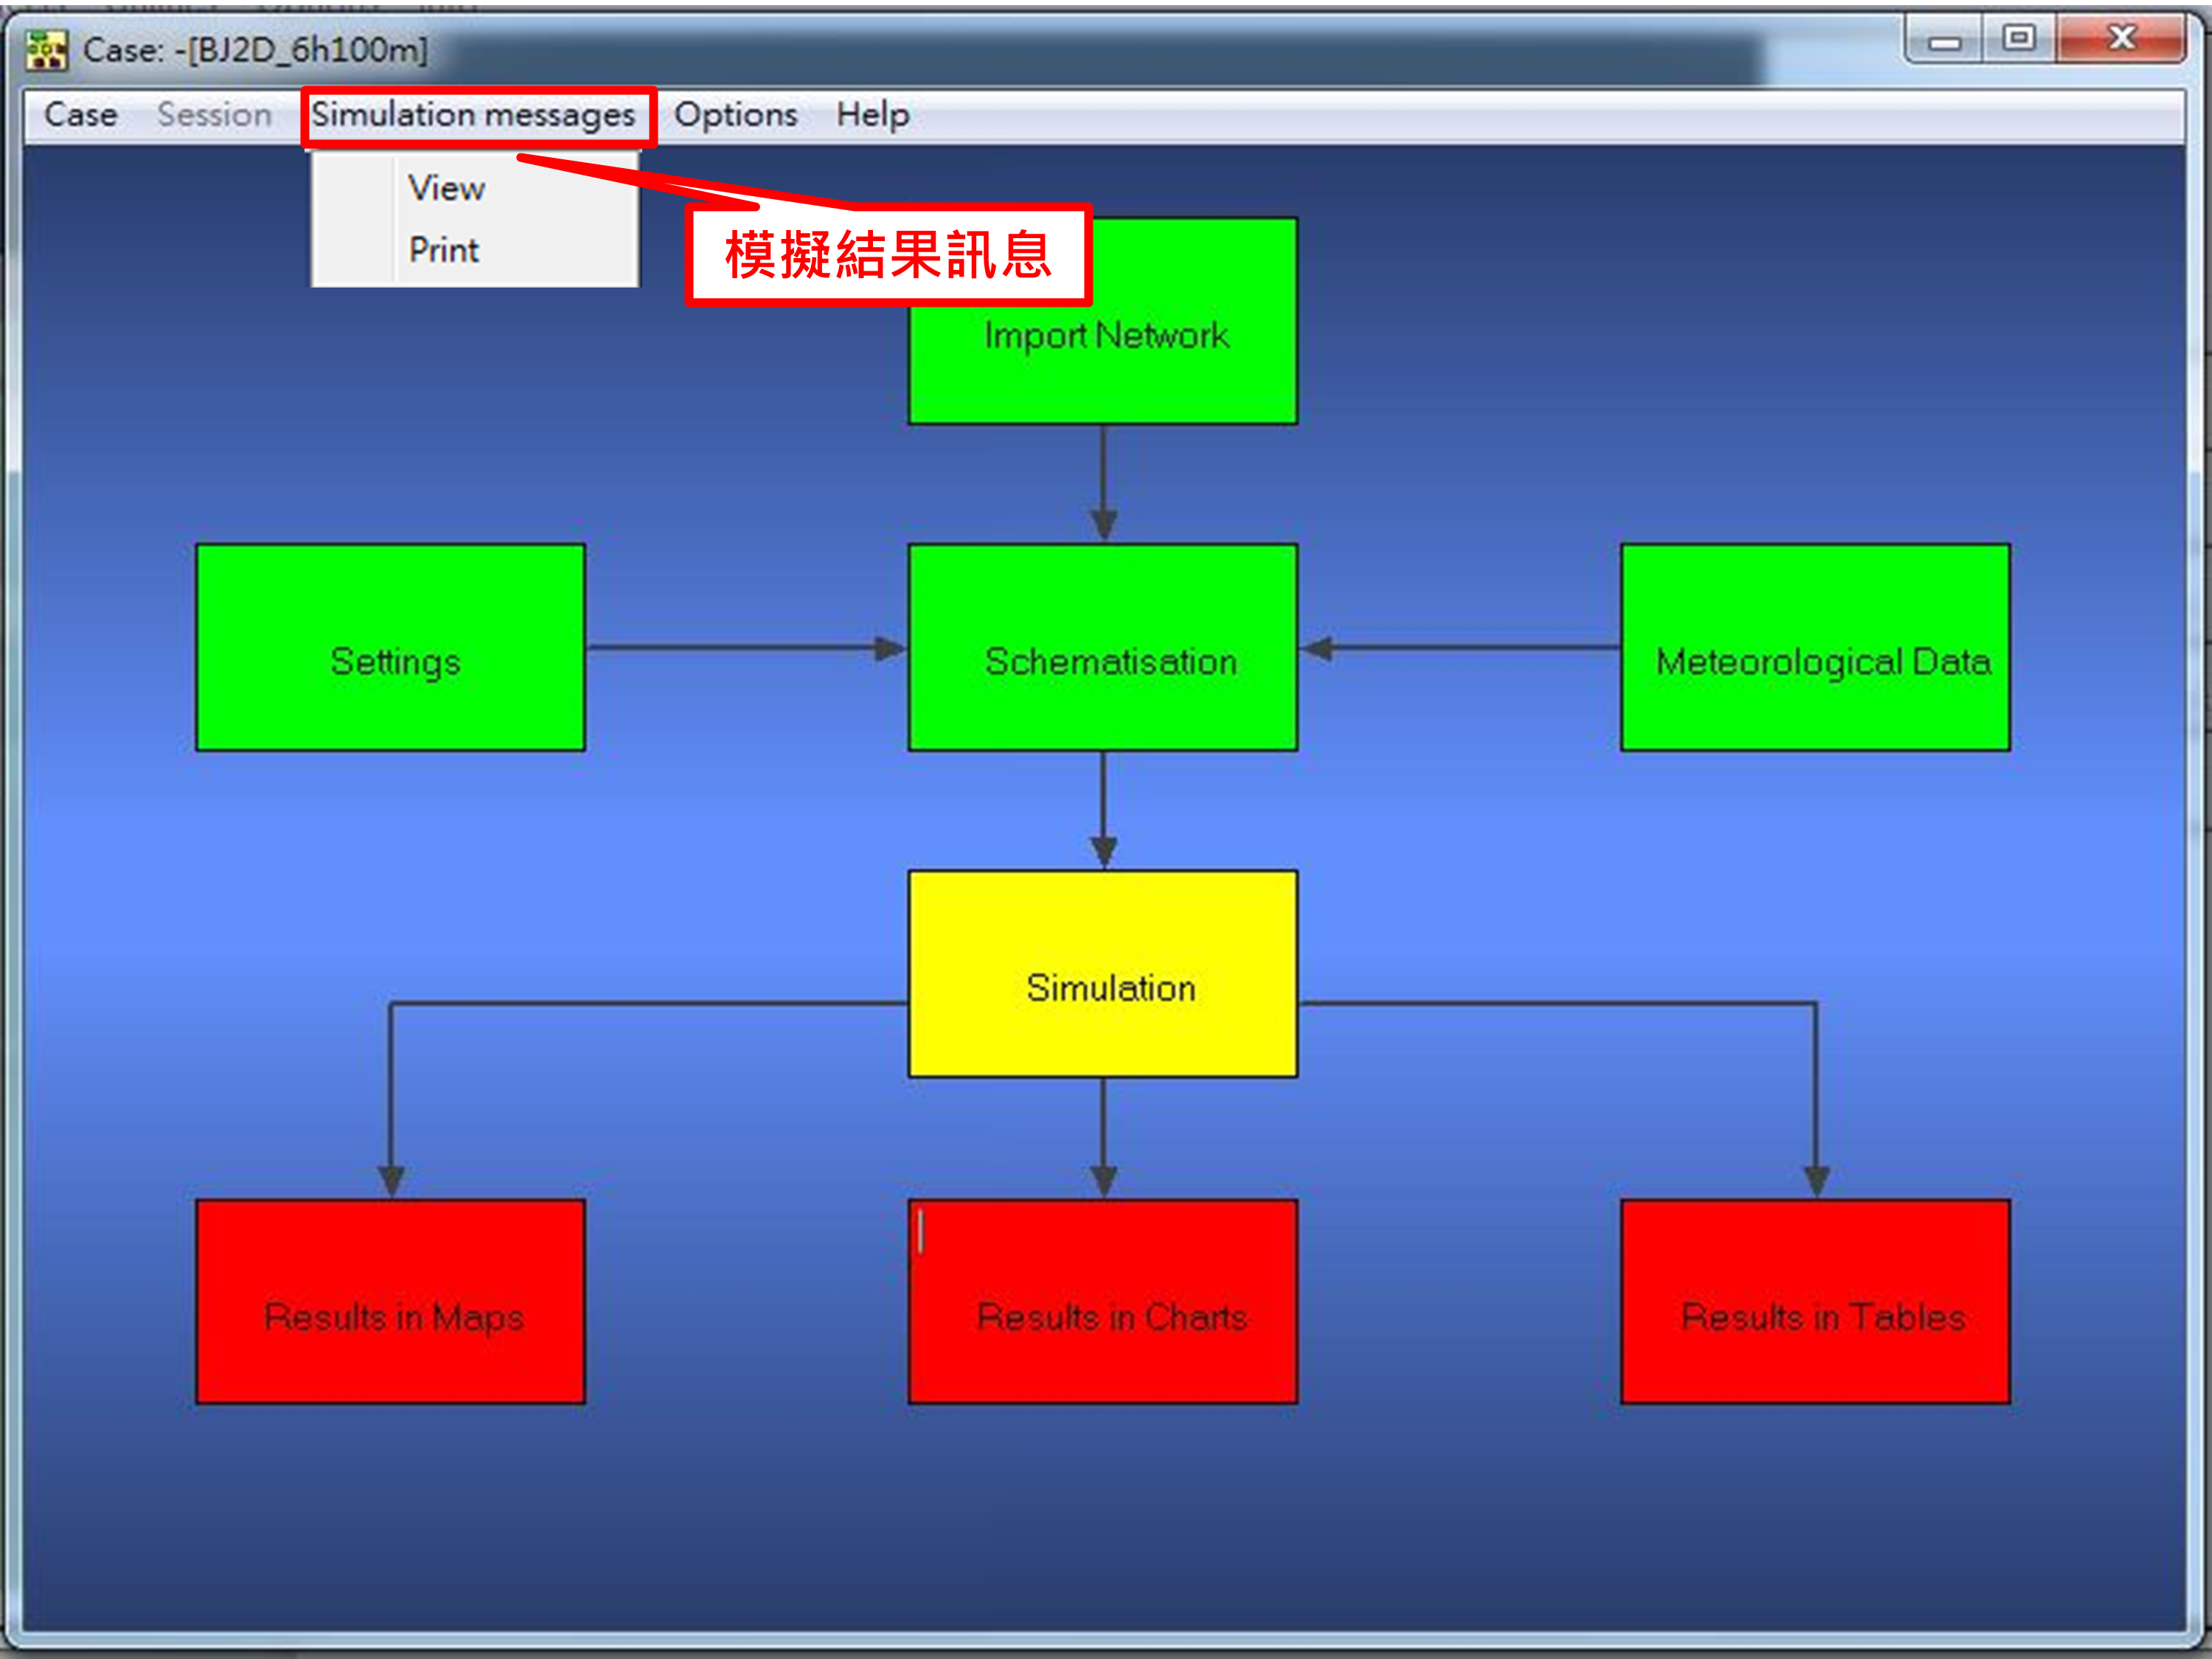 Case: -[BJ2D_6h100m]
Case Session Simulation messages Options Help
View
Print
模擬結果訊息
Import Network
Settings
Schematisation
Meteorological Data
Simulation
Results in Maps
Results in Charts
Results in Tables